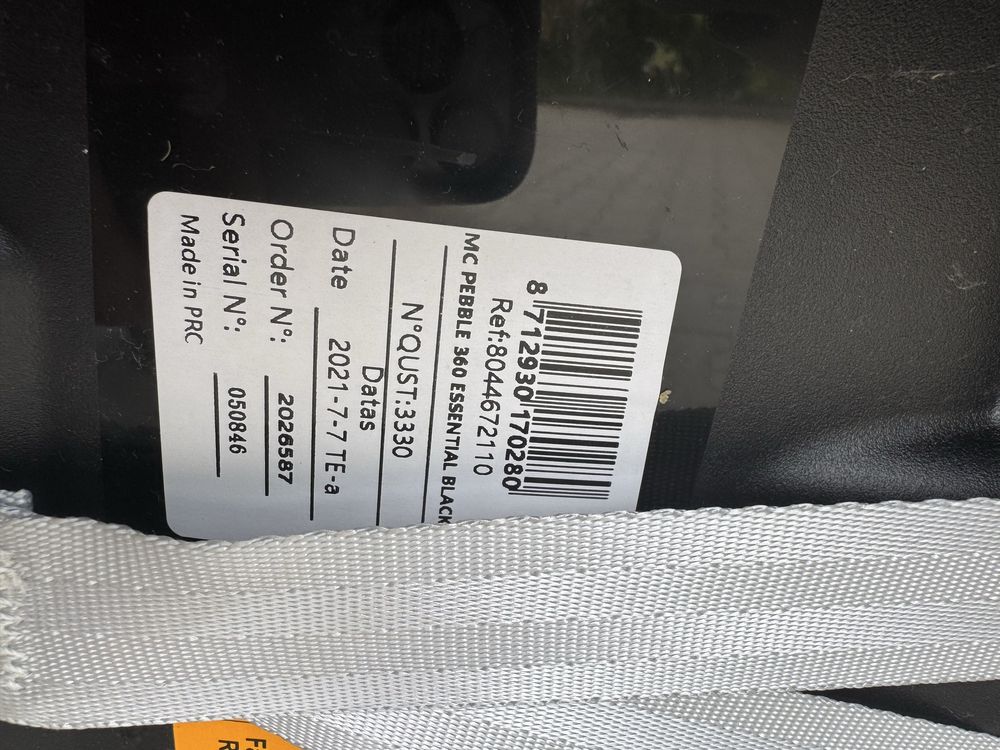 8 712930 170280
Ref:8044672110
MC PEBBLE 360 ESSENTIAL BLACK
N°QUST:3330
Datas
Date 2021-7-7 TE-a
Order N°: 2026587
Serial N°: 050846
Made in PRC